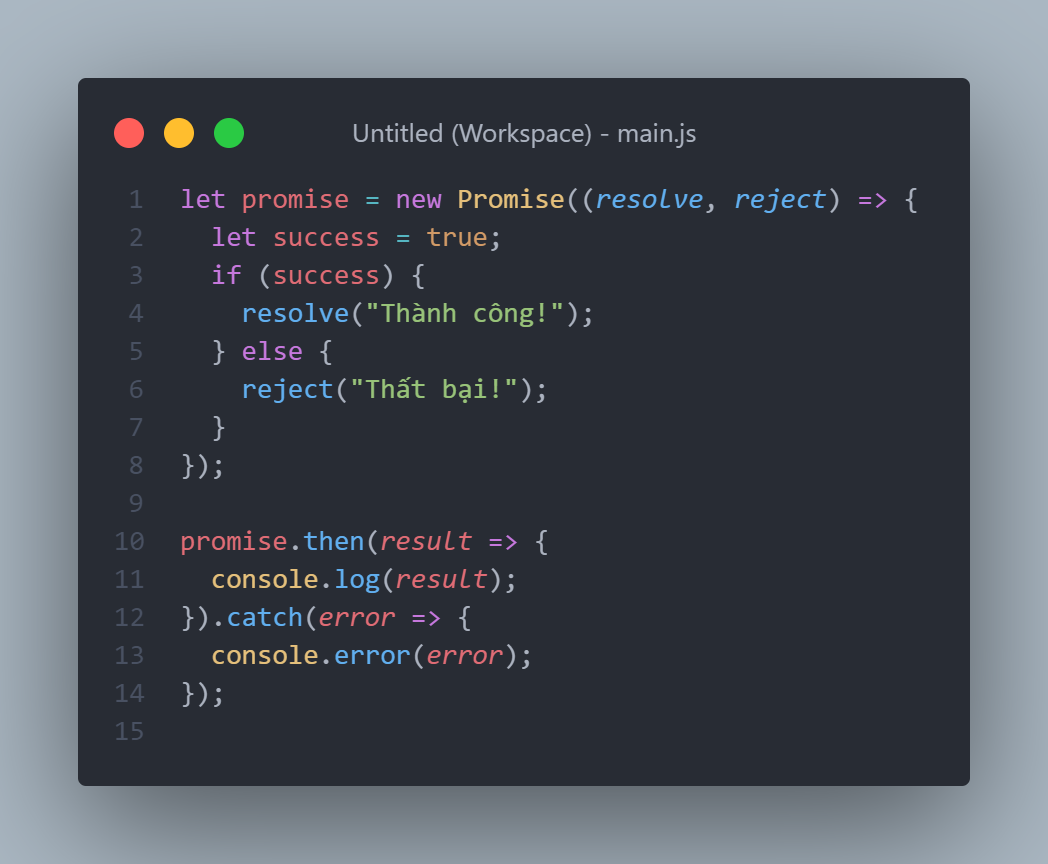 Untitled (Workspace) - main.js
1 let promise = new Promise((resolve, reject) => {
2   let success = true;
3   if (success) {
4     resolve("Thành công!");
5   } else {
6     reject("Thất bại!");
7   }
8 });
9
10 promise.then(result => {
11   console.log(result);
12 }).catch(error => {
13   console.error(error);
14 });
15